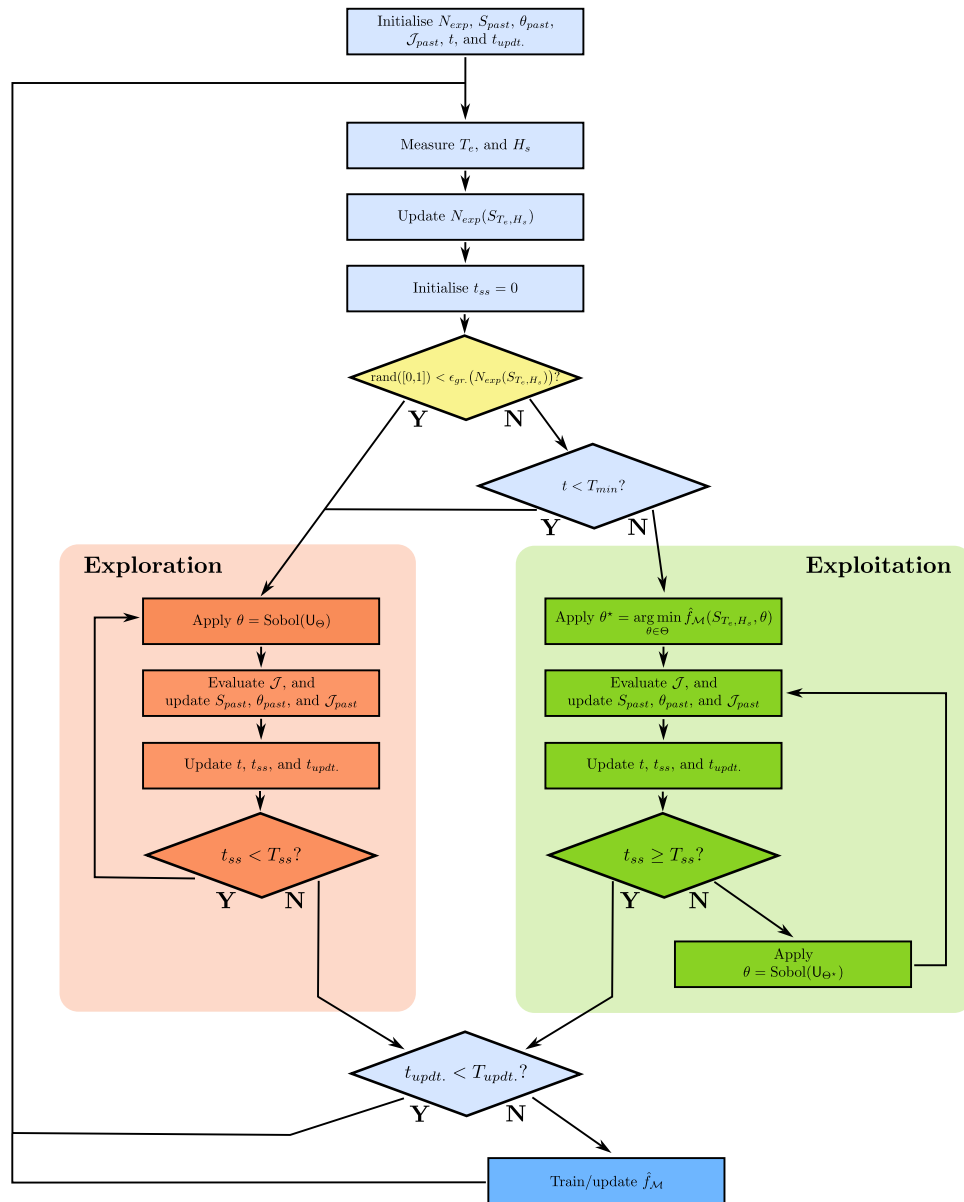 Initialise N_exp, S_past, θ_past,
𝒥_past, t, and t_updt.
Measure T_e, and H_s
Update N_exp(S_{T_e,H_s})
Initialise t_ss = 0
rand([0,1]) < ϵ_gr.(N_exp(S_{T_e,H_s}))?
Y
N
t < T_min?
Y
N
Exploration
Exploitation
Apply θ = Sobol(U_Θ)
Apply θ⋆ = arg min f̂_ℳ(S_{T_e,H_s}, θ)
θ∈Θ
Evaluate 𝒥, and
update S_past, θ_past, and 𝒥_past
Evaluate 𝒥, and
update S_past, θ_past, and 𝒥_past
Update t, t_ss, and t_updt.
Update t, t_ss, and t_updt.
t_ss < T_ss?
t_ss ≥ T_ss?
Y
N
Y
N
Apply
θ = Sobol(U_Θ⋆)
t_updt. < T_updt.?
Y
N
Train/update f̂_ℳ